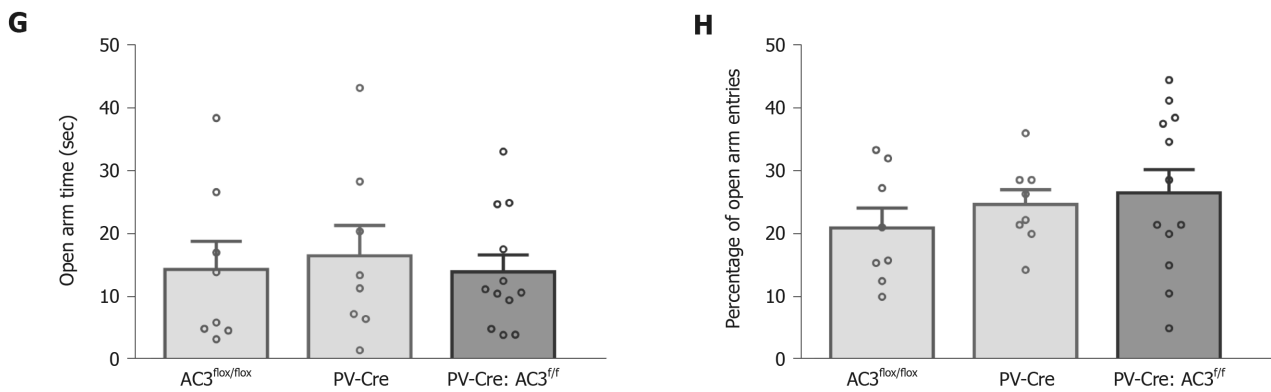 G
Open arm time (sec)
50
40
30
20
10
0
AC3flox/flox
PV-Cre
PV-Cre: AC3f/f
H
Percentage of open arm entries
50
40
30
20
10
0
AC3flox/flox
PV-Cre
PV-Cre: AC3f/f